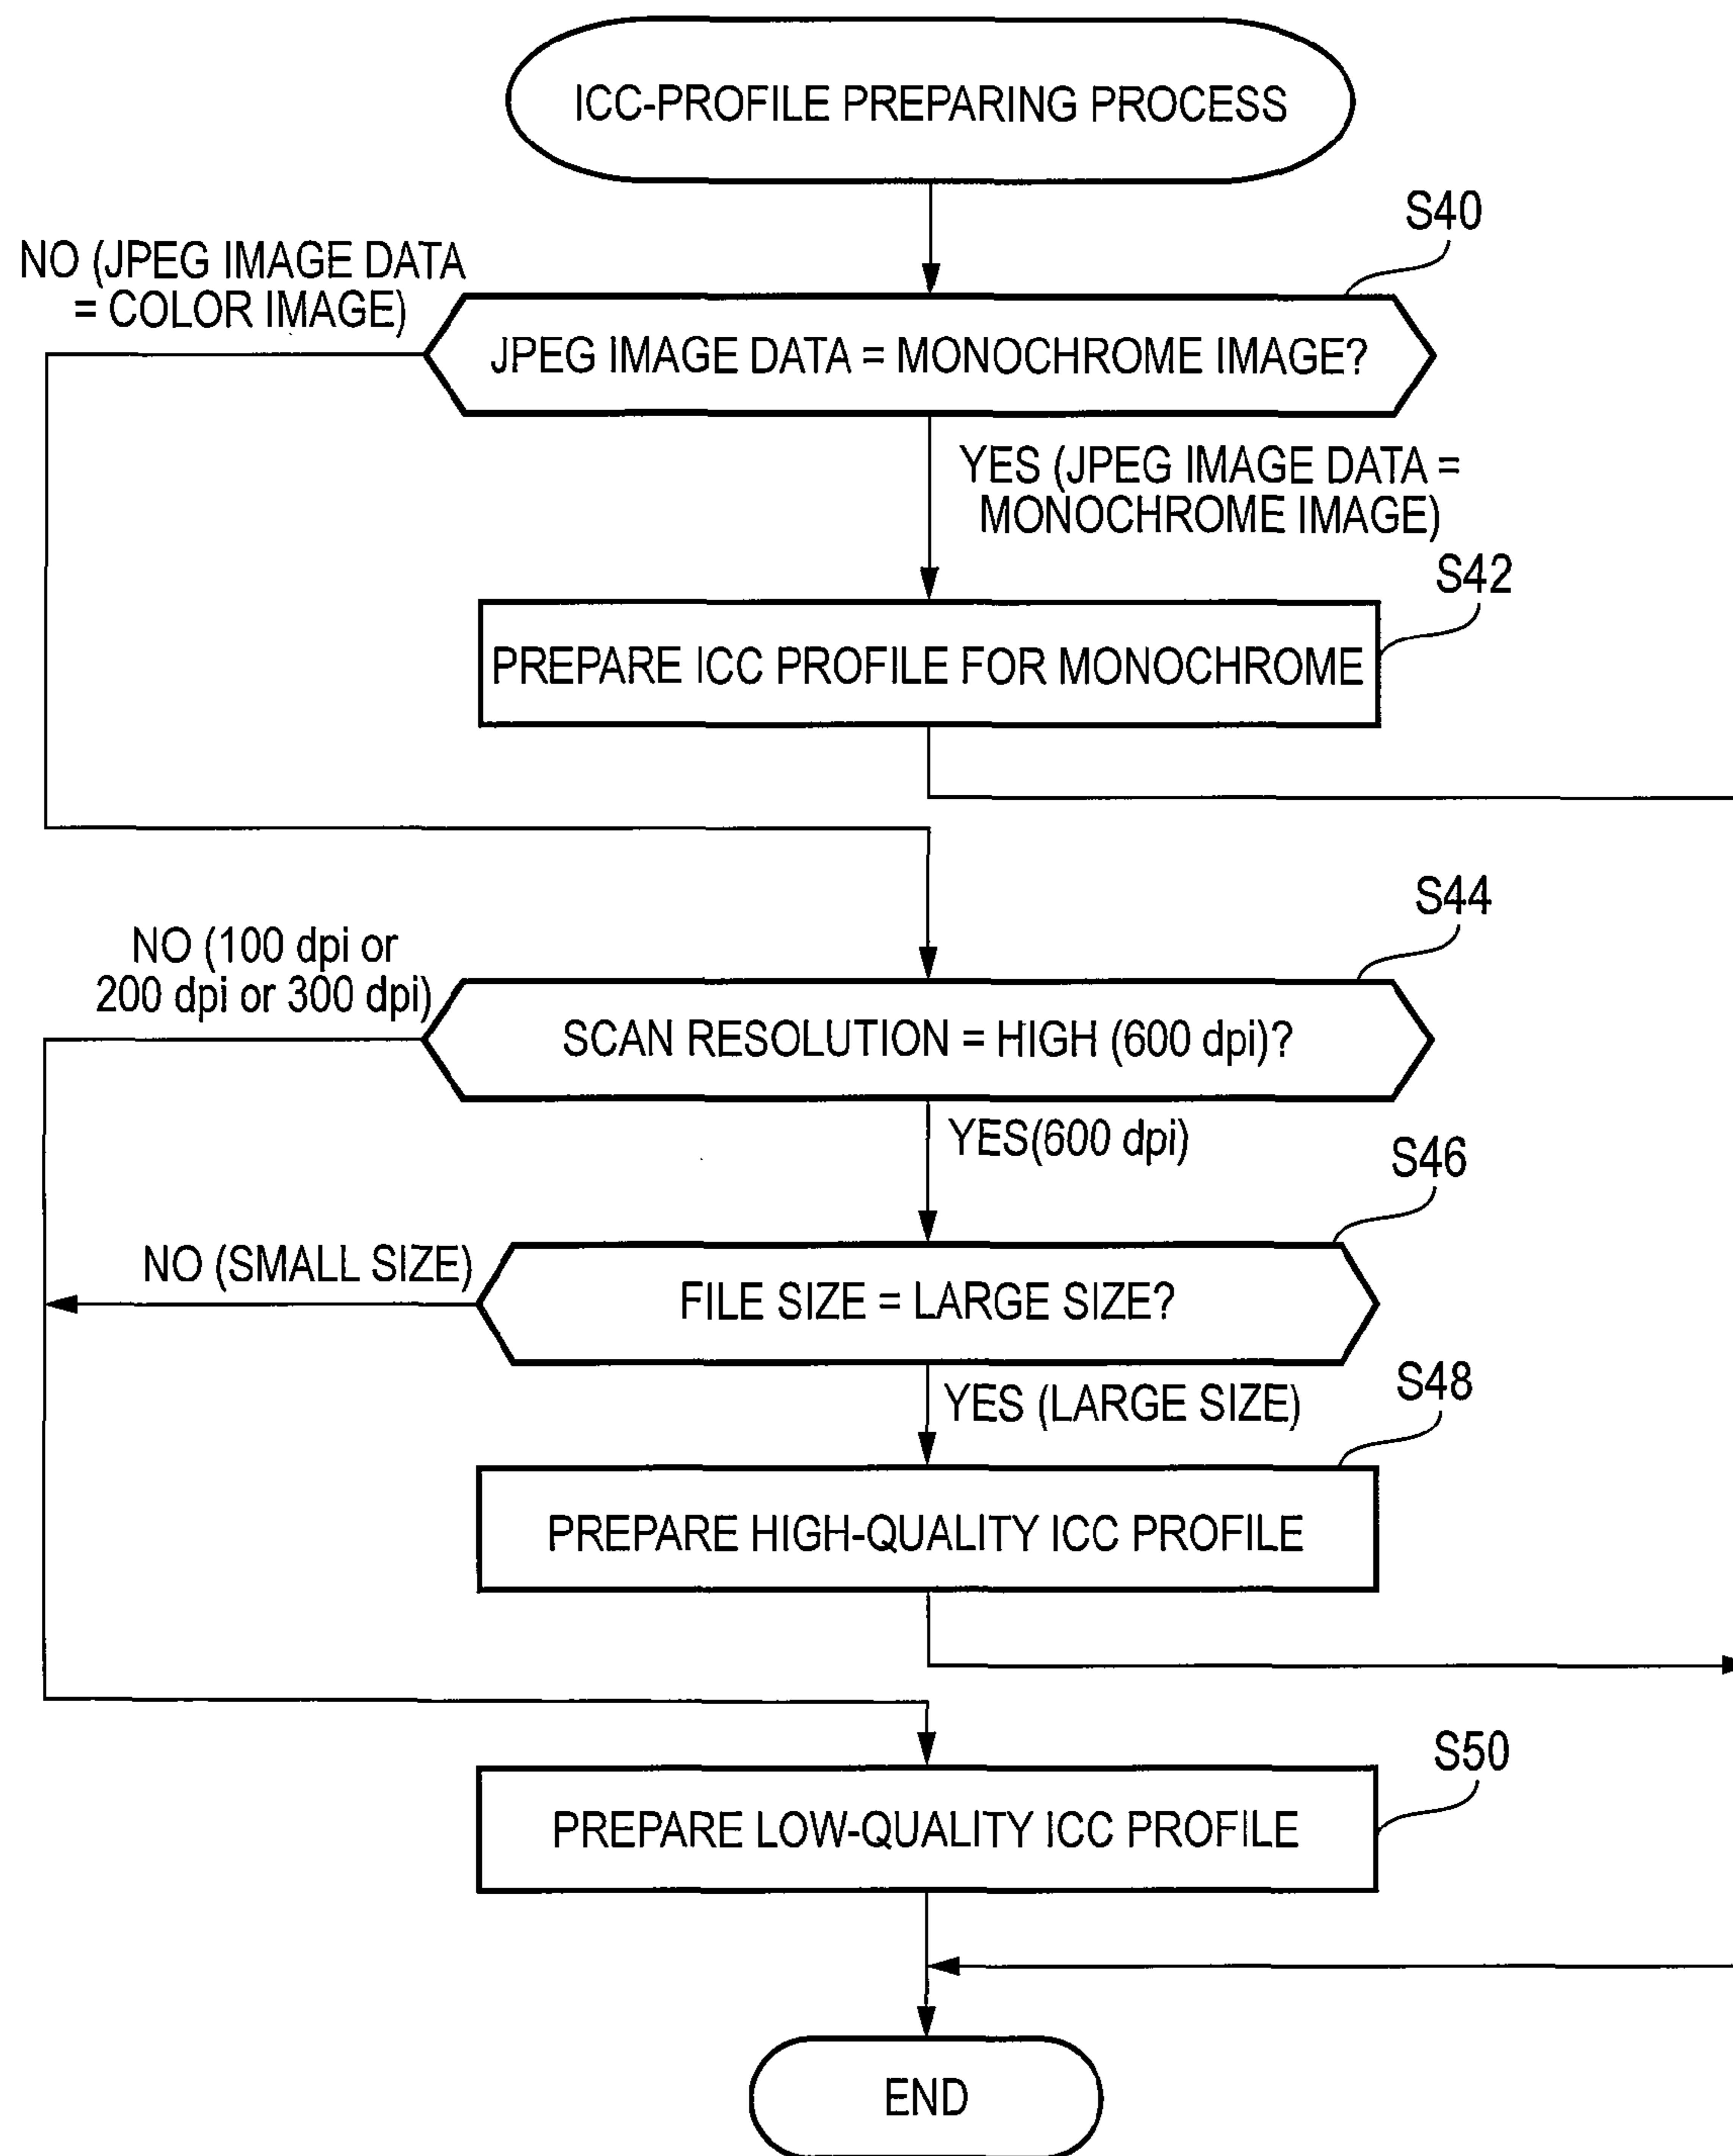 ICC-PROFILE PREPARING PROCESS
S40
NO (JPEG IMAGE DATA
= COLOR IMAGE)
JPEG IMAGE DATA = MONOCHROME IMAGE?
YES (JPEG IMAGE DATA =
MONOCHROME IMAGE)
S42
PREPARE ICC PROFILE FOR MONOCHROME
S44
NO (100 dpi or
200 dpi or 300 dpi)
SCAN RESOLUTION = HIGH (600 dpi)?
YES(600 dpi)
S46
NO (SMALL SIZE)
FILE SIZE = LARGE SIZE?
YES (LARGE SIZE)
S48
PREPARE HIGH-QUALITY ICC PROFILE
S50
PREPARE LOW-QUALITY ICC PROFILE
END